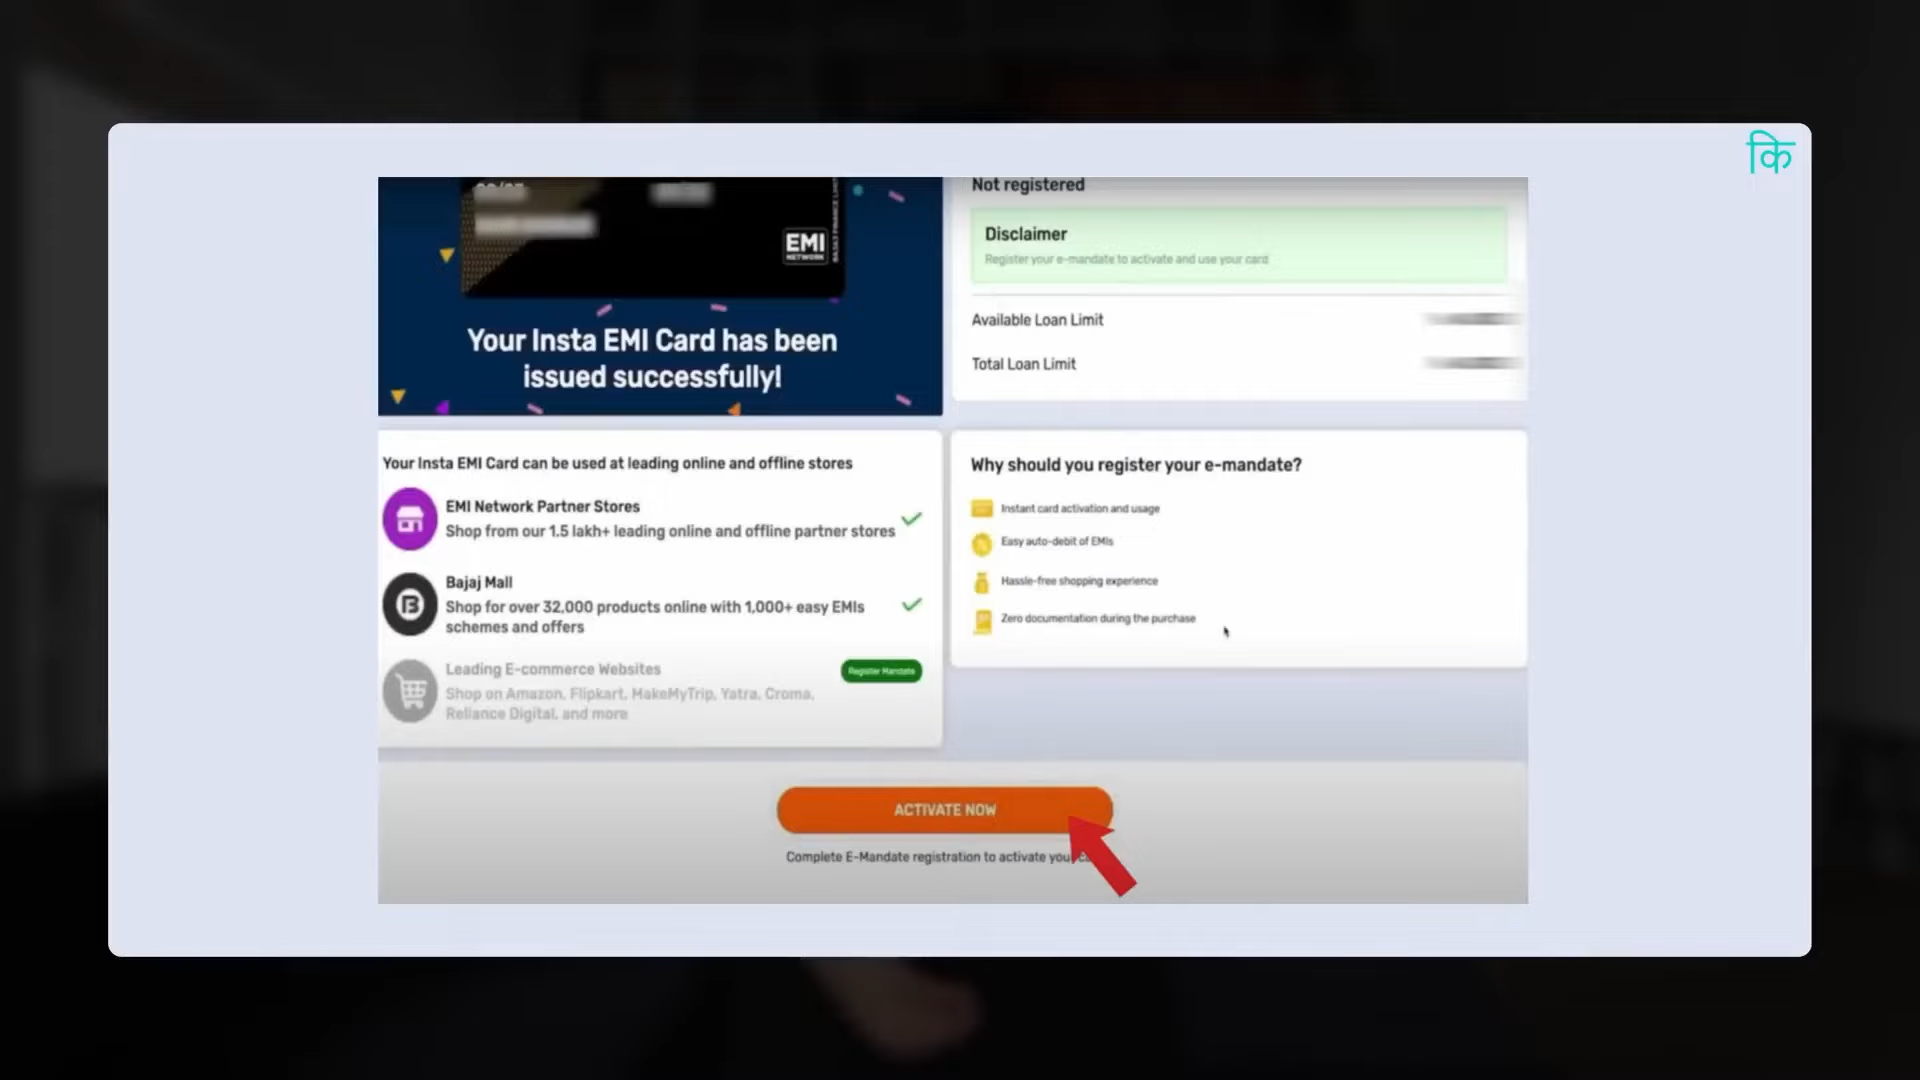 कि
EMI
NETWORK
Your Insta EMI Card has been
issued successfully!
Not registered
Disclaimer
Register your e-mandate to activate and use your card
Available Loan Limit
Total Loan Limit
Your Insta EMI Card can be used at leading online and offline stores
EMI Network Partner Stores
Shop from our 1.5 lakh+ leading online and offline partner stores
Bajaj Mall
Shop for over 32,000 products online with 1,000+ easy EMIs
schemes and offers
Leading E-commerce Websites
Register Mandate
Shop on Amazon, Flipkart, MakeMyTrip, Yatra, Croma,
Reliance Digital, and more
Why should you register your e-mandate?
Instant card activation and usage
Easy auto-debit of EMIs
Hassle-free shopping experience
Zero documentation during the purchase
ACTIVATE NOW
Complete E-Mandate registration to activate your